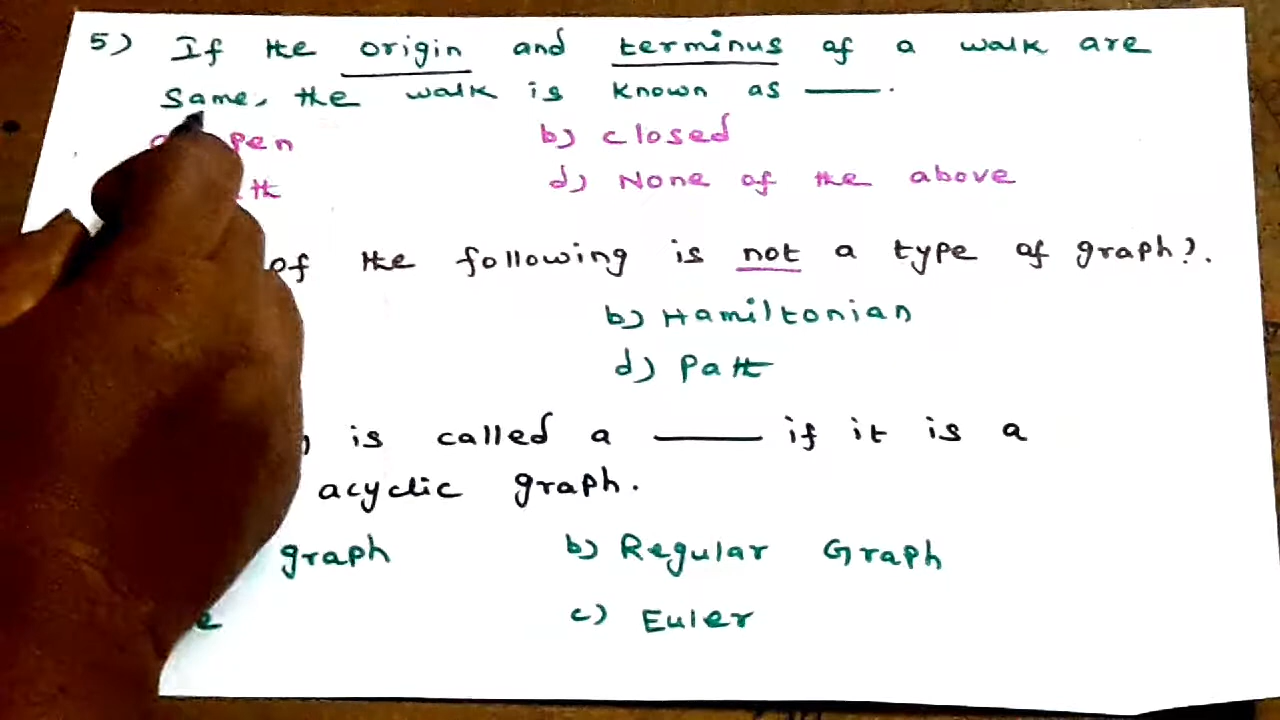 5) If the origin and terminus of a walk are
same, the walk is known as ____.
pen b) closed
th d) None of the above
of the following is not a type of graph?.
b) Hamiltonian
d) Path
is called a ____ if it is a
acyclic graph.
graph b) Regular Graph
e c) Euler